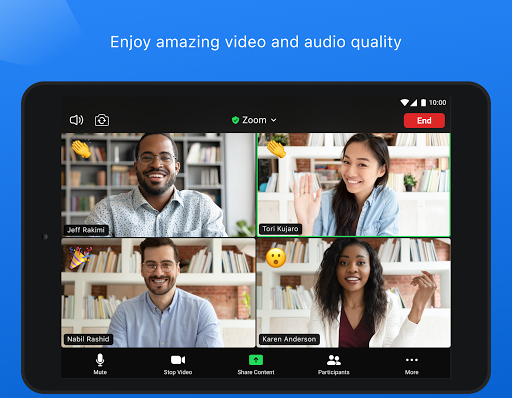 Enjoy amazing video and audio quality
10:00
Zoom
End
Jeff Rakimi
Tori Kujaro
Nabil Rashid
Karen Anderson
Mute
Stop Video
Share Content
Participants
More